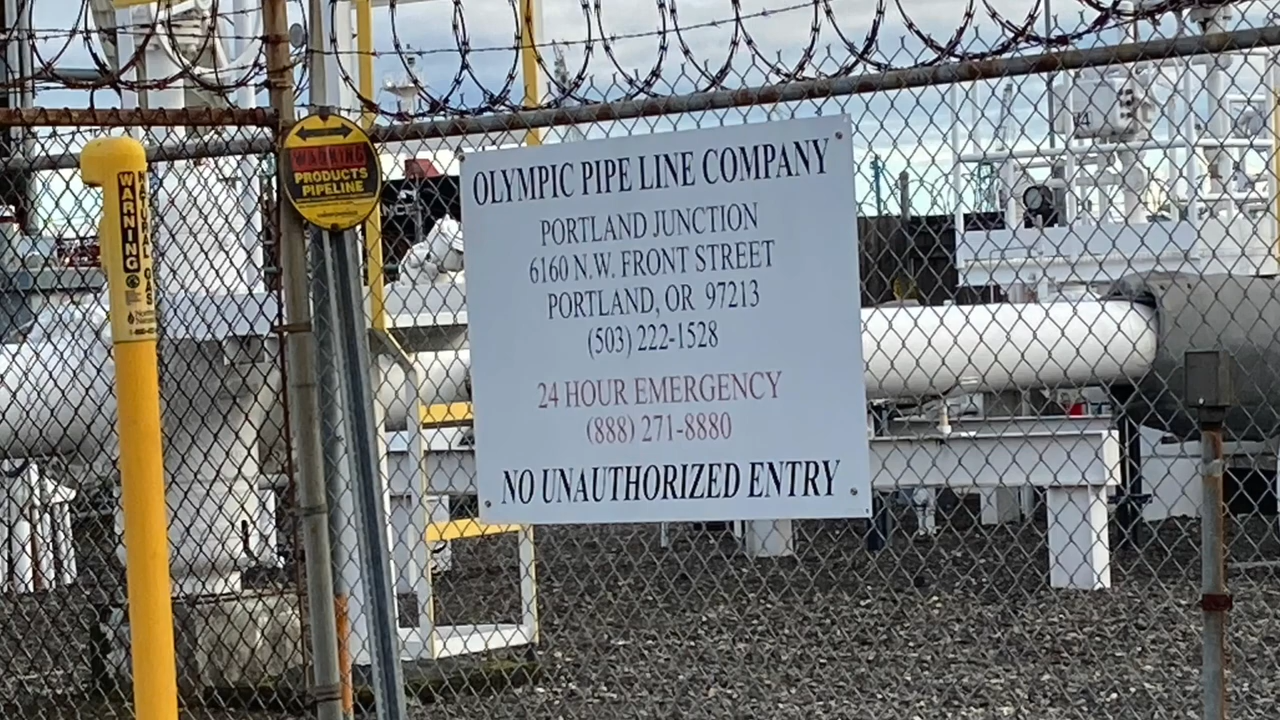 WARNING
PRODUCTS
PIPELINE
WARNING
NATURAL GAS
OLYMPIC PIPE LINE COMPANY
PORTLAND JUNCTION
6160 N.W. FRONT STREET
PORTLAND, OR 97213
(503) 222-1528
24 HOUR EMERGENCY
(888) 271-8880
NO UNAUTHORIZED ENTRY